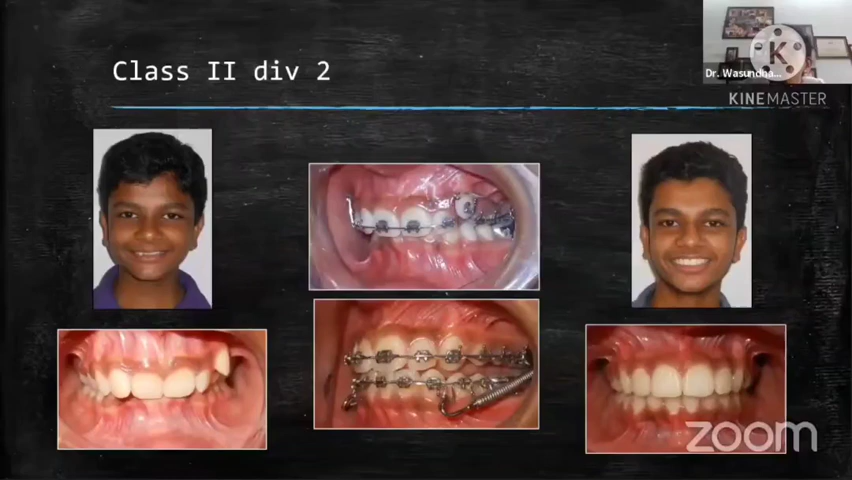 Class II div 2
K
Dr. Wasundha...
KINEMASTER
zoom